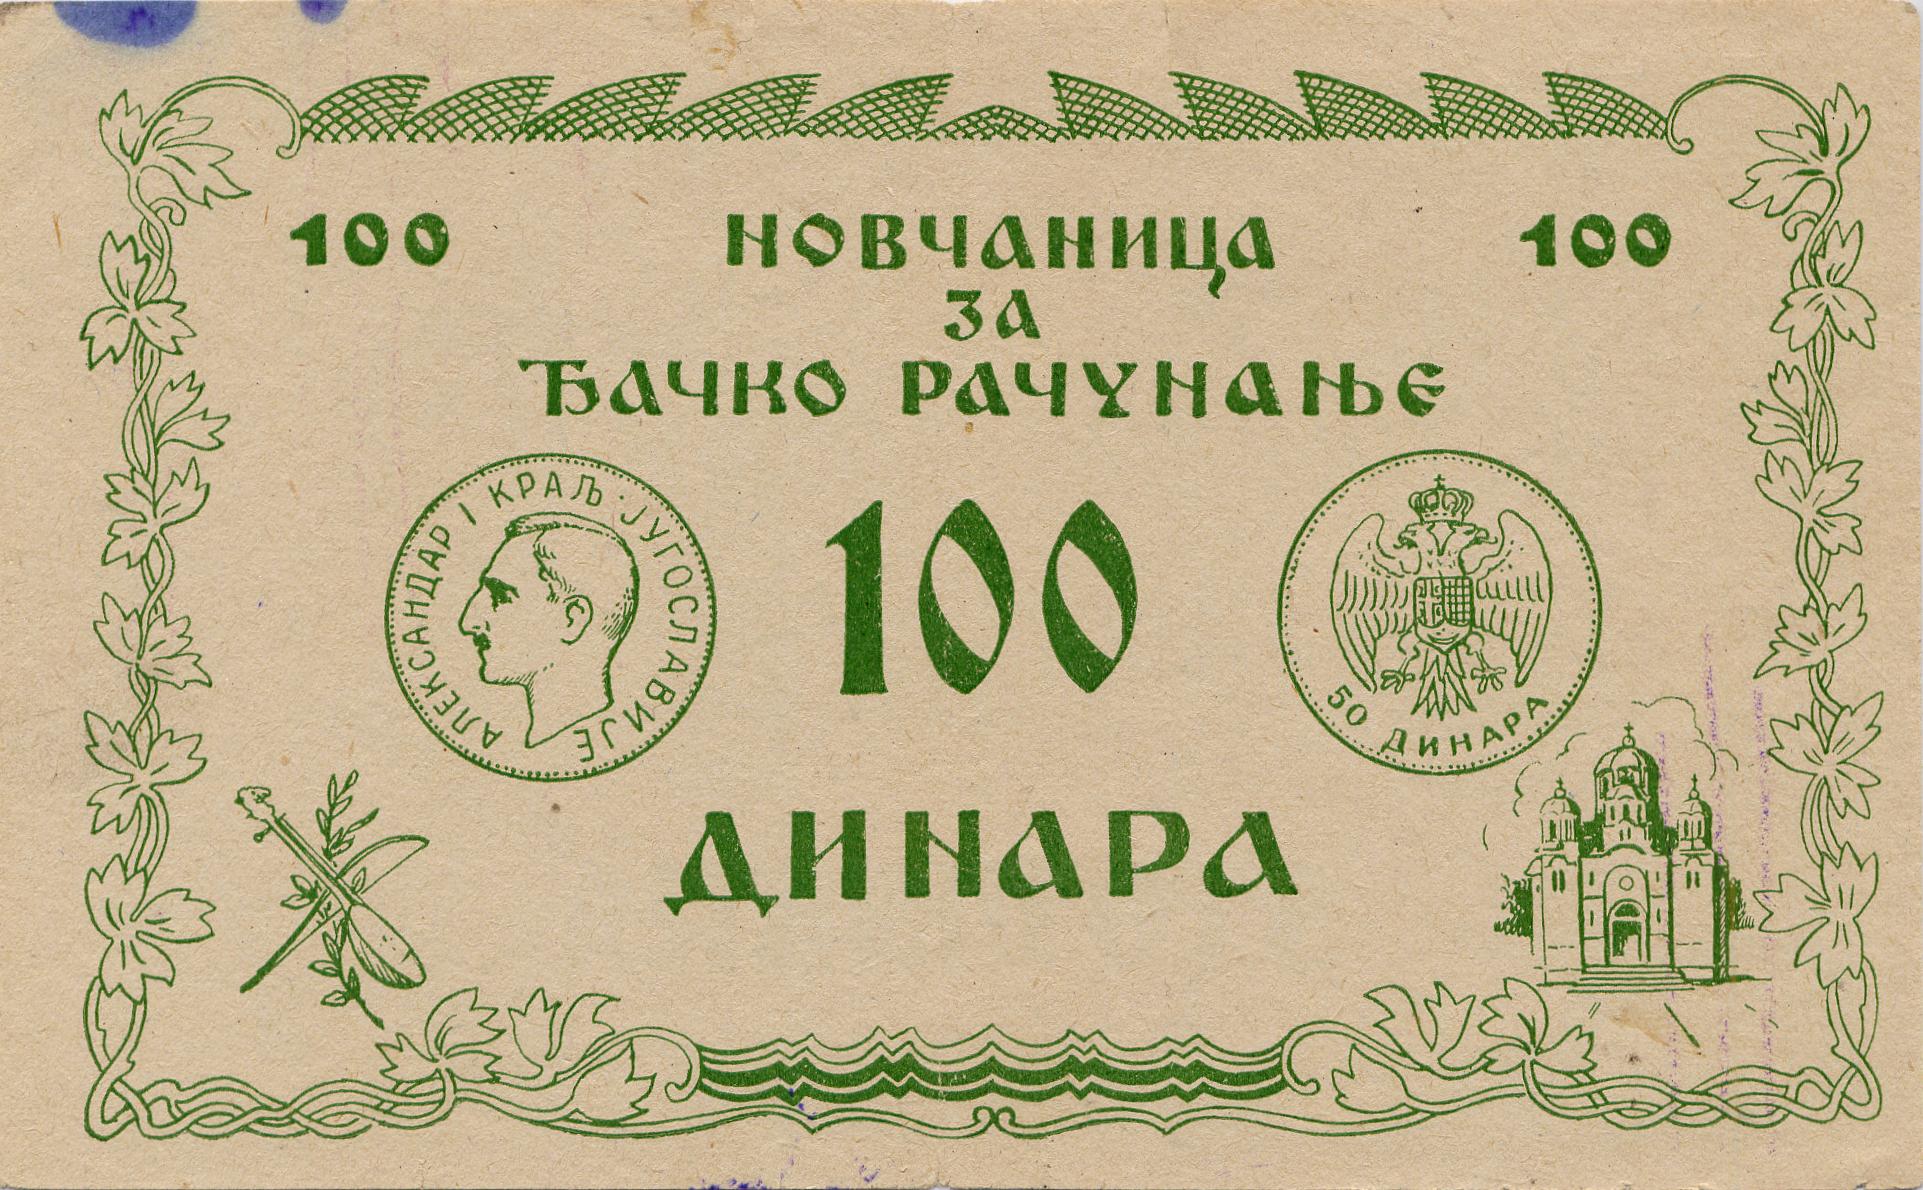 100 НОВЧАНИЦА 100
ЗА
ЂАЧКО РАЧУНАЊЕ
АЛЕКСАНДАР I КРАЉ·ЈУГОСЛАВИЈЕ
100
50 ДИНАРА
ДИНАРА